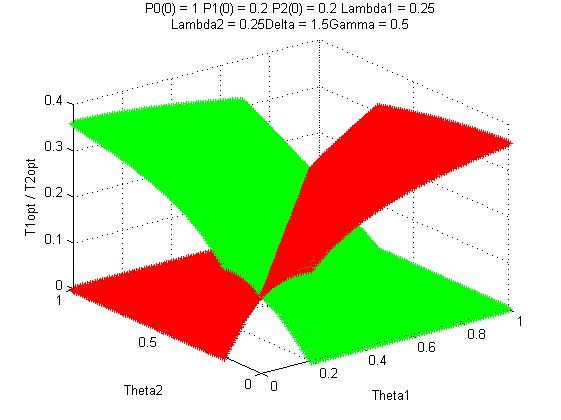 P0(0) = 1 P1(0) = 0.2 P2(0) = 0.2 Lambda1 = 0.25
Lambda2 = 0.25Delta = 1.5Gamma = 0.5
0.4
0.3
0.2
0.1
0
T1opt / T2opt
1
0.5
0
Theta2
0
0.2
0.4
0.6
0.8
1
Theta1